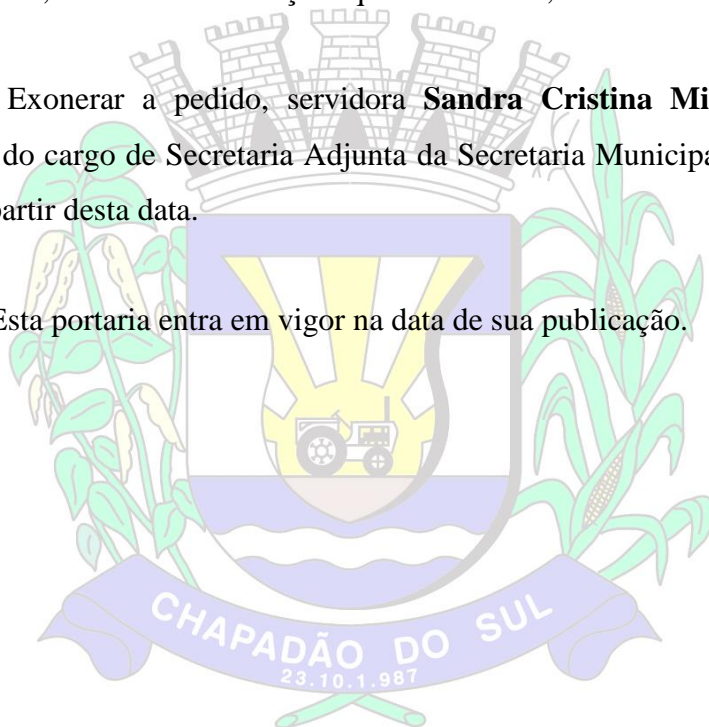 Exonerar a pedido, servidora Sandra Cristina Mi
do cargo de Secretaria Adjunta da Secretaria Municipa
partir desta data.
Esta portaria entra em vigor na data de sua publicação.
CHAPADÃO DO SUL
23.10.1.987